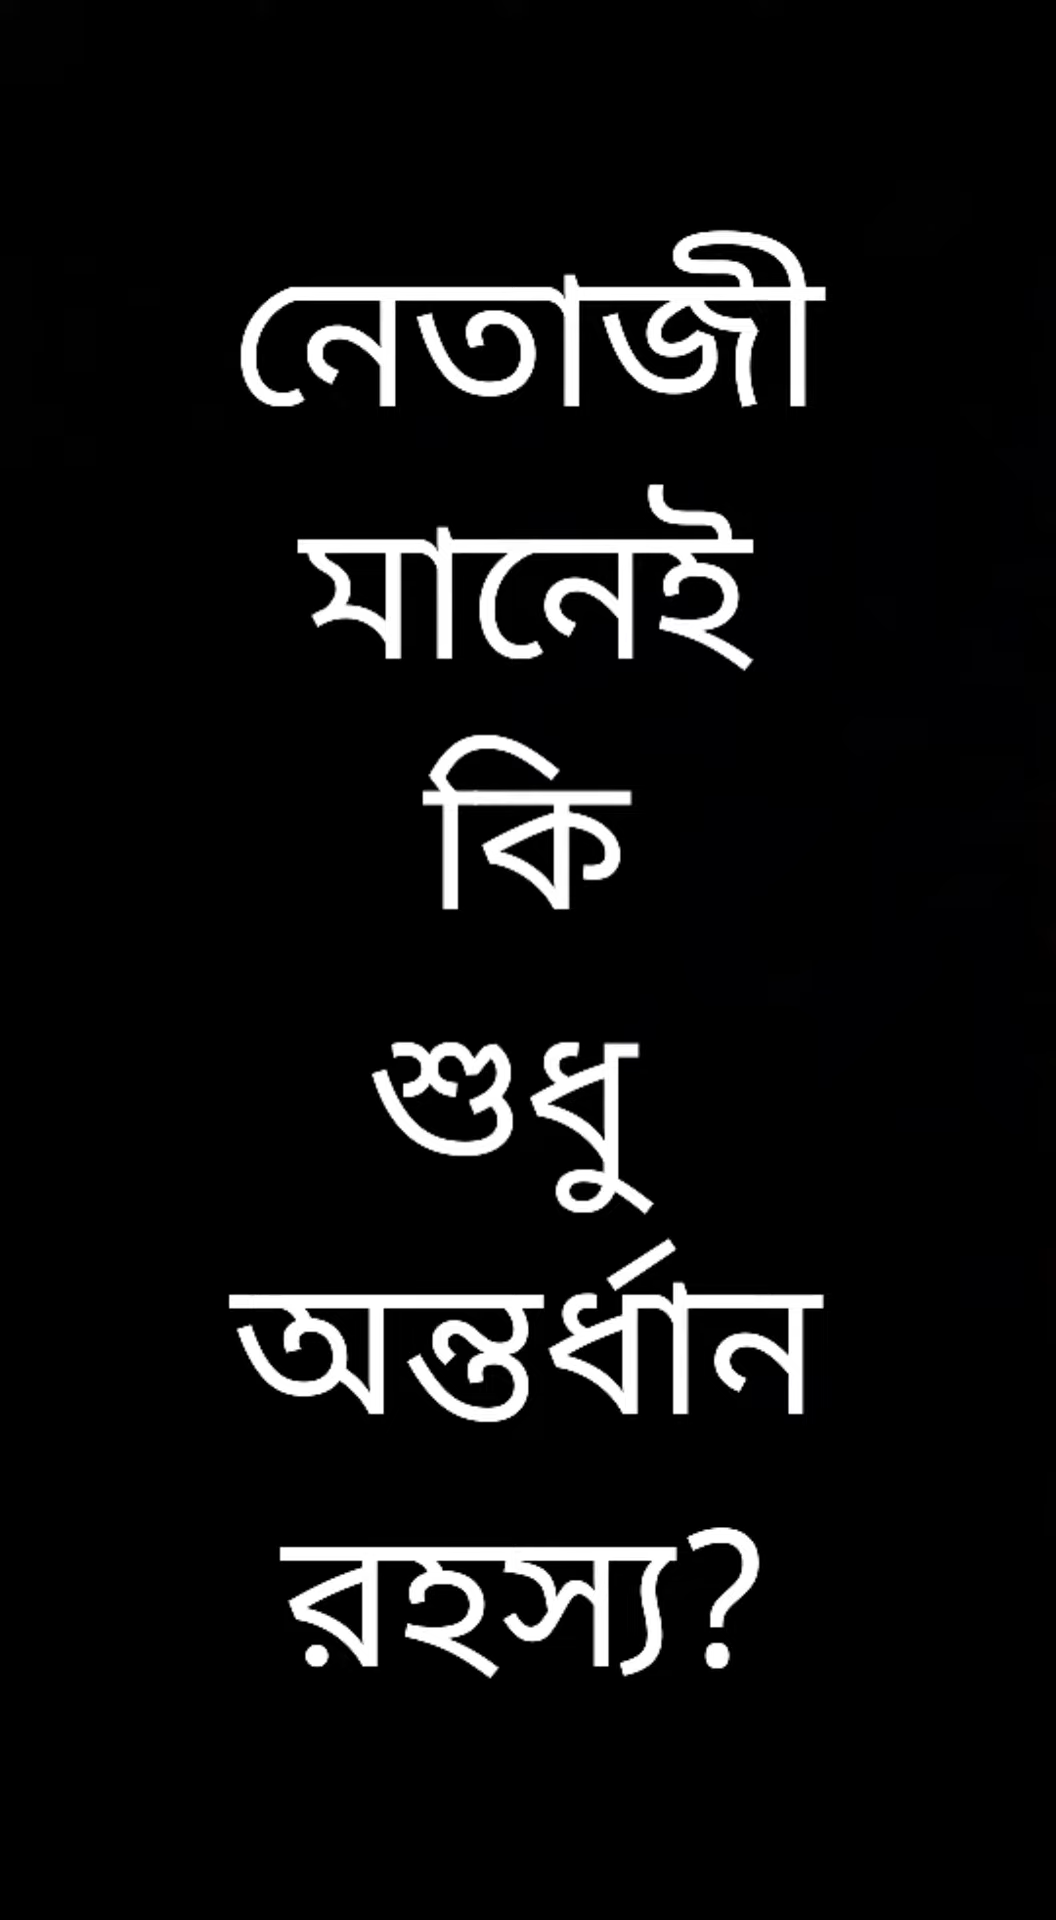 নেতাজী
মানেই
কি
শুধু
অন্তর্ধান
রহস্য?